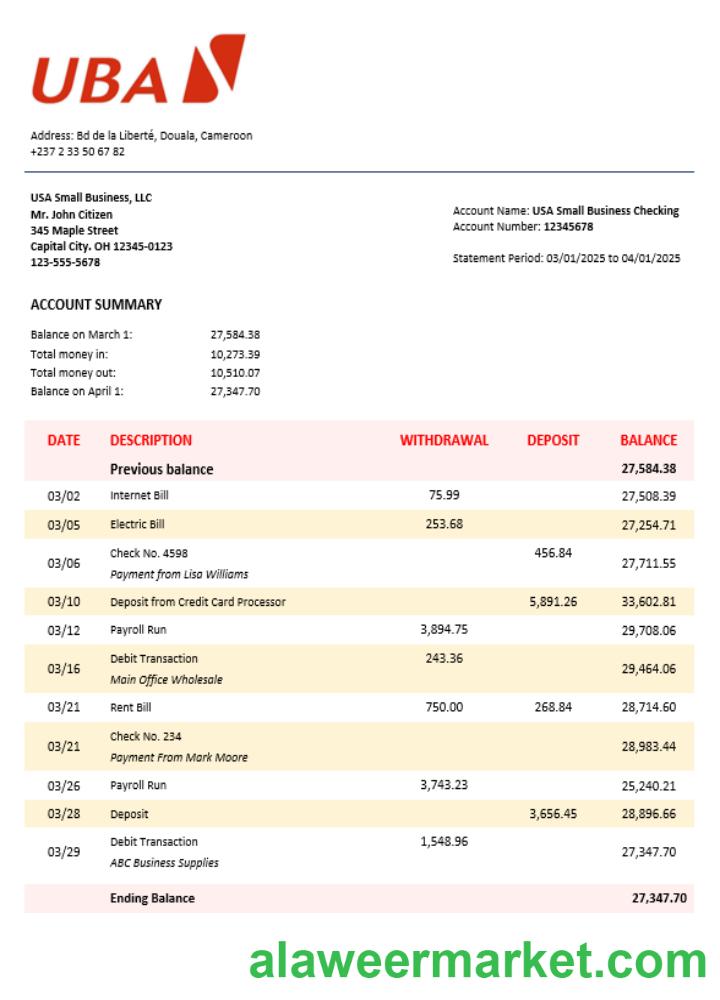 UBA
Address: Bd de la Liberté, Douala, Cameroon
+237 2 33 50 67 82
USA Small Business, LLC
Mr. John Citizen
345 Maple Street
Capital City. OH 12345-0123
123-555-5678
Account Name: USA Small Business Checking
Account Number: 12345678
Statement Period: 03/01/2025 to 04/01/2025
ACCOUNT SUMMARY
Balance on March 1: 27,584.38
Total money in: 10,273.39
Total money out: 10,510.07
Balance on April 1: 27,347.70
DATE DESCRIPTION WITHDRAWAL DEPOSIT BALANCE
Previous balance 27,584.38
03/02 Internet Bill 75.99 27,508.39
03/05 Electric Bill 253.68 27,254.71
03/06 Check No. 4598 456.84 27,711.55
Payment from Lisa Williams
03/10 Deposit from Credit Card Processor 5,891.26 33,602.81
03/12 Payroll Run 3,894.75 29,708.06
03/16 Debit Transaction 243.36 29,464.06
Main Office Wholesale
03/21 Rent Bill 750.00 268.84 28,714.60
03/21 Check No. 234 28,983.44
Payment From Mark Moore
03/26 Payroll Run 3,743.23 25,240.21
03/28 Deposit 3,656.45 28,896.66
03/29 Debit Transaction 1,548.96 27,347.70
ABC Business Supplies
Ending Balance 27,347.70
alaweermarket.com